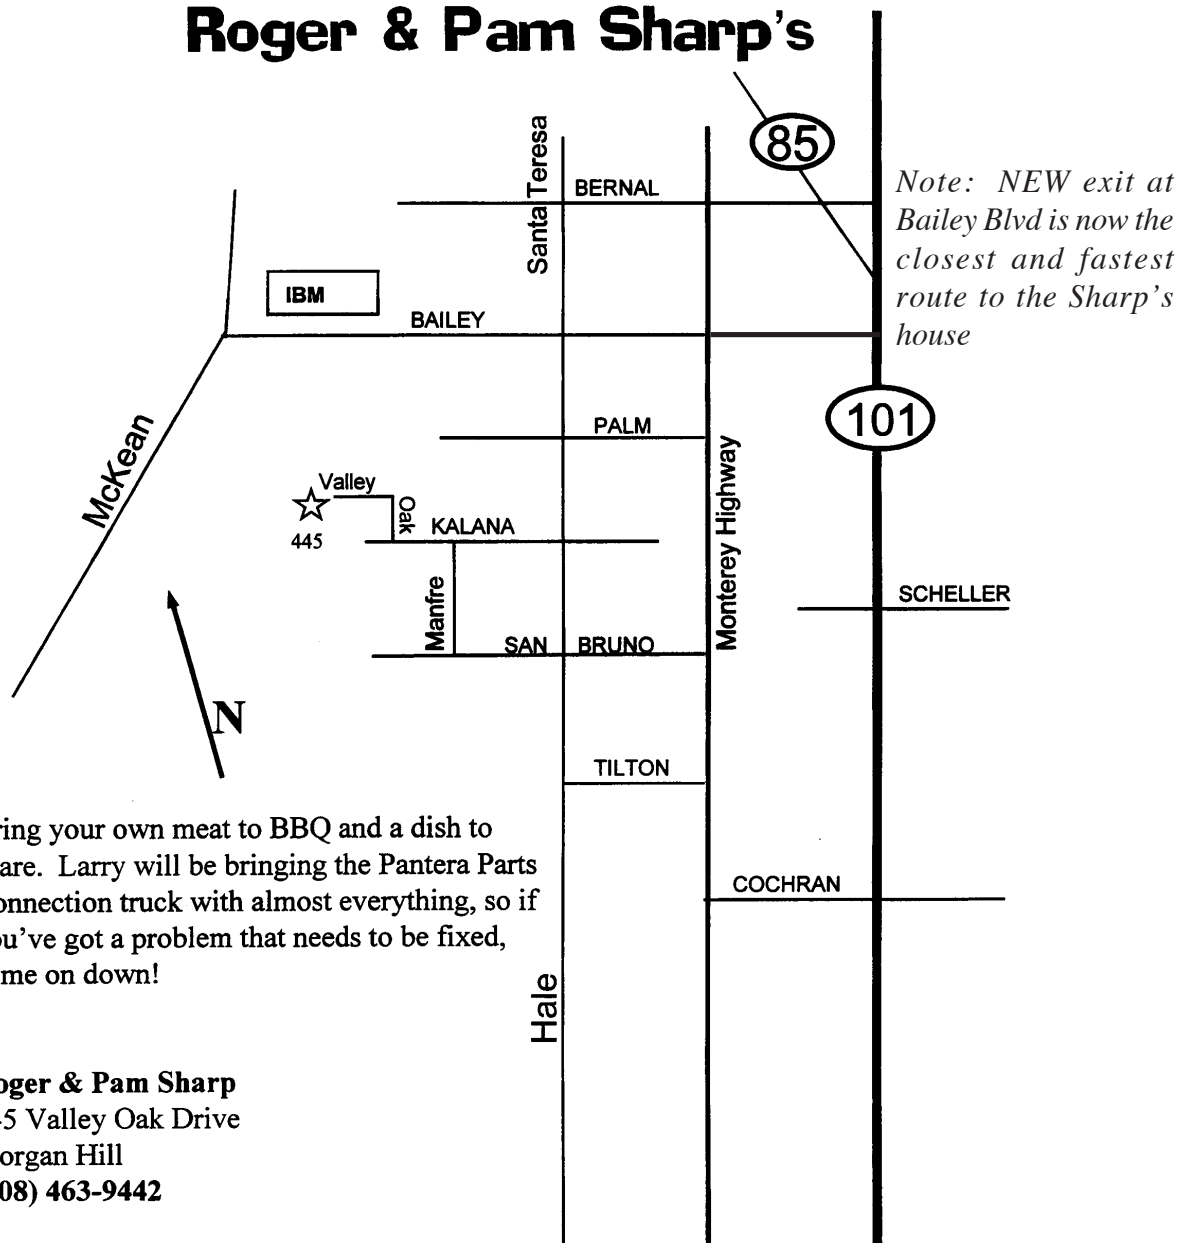 Roger & Pam Sharp's
85
Santa Teresa
BERNAL
Note: NEW exit at
Bailey Blvd is now the
closest and fastest
route to the Sharp's
house
IBM
BAILEY
101
McKean
PALM
Monterey Highway
Valley
Oak
445
KALANA
Manfre
SCHELLER
SAN BRUNO
N
TILTON
ring your own meat to BBQ and a dish to
are. Larry will be bringing the Pantera Parts
onnection truck with almost everything, so if
ou've got a problem that needs to be fixed,
me on down!
COCHRAN
Hale
oger & Pam Sharp
5 Valley Oak Drive
organ Hill
08) 463-9442